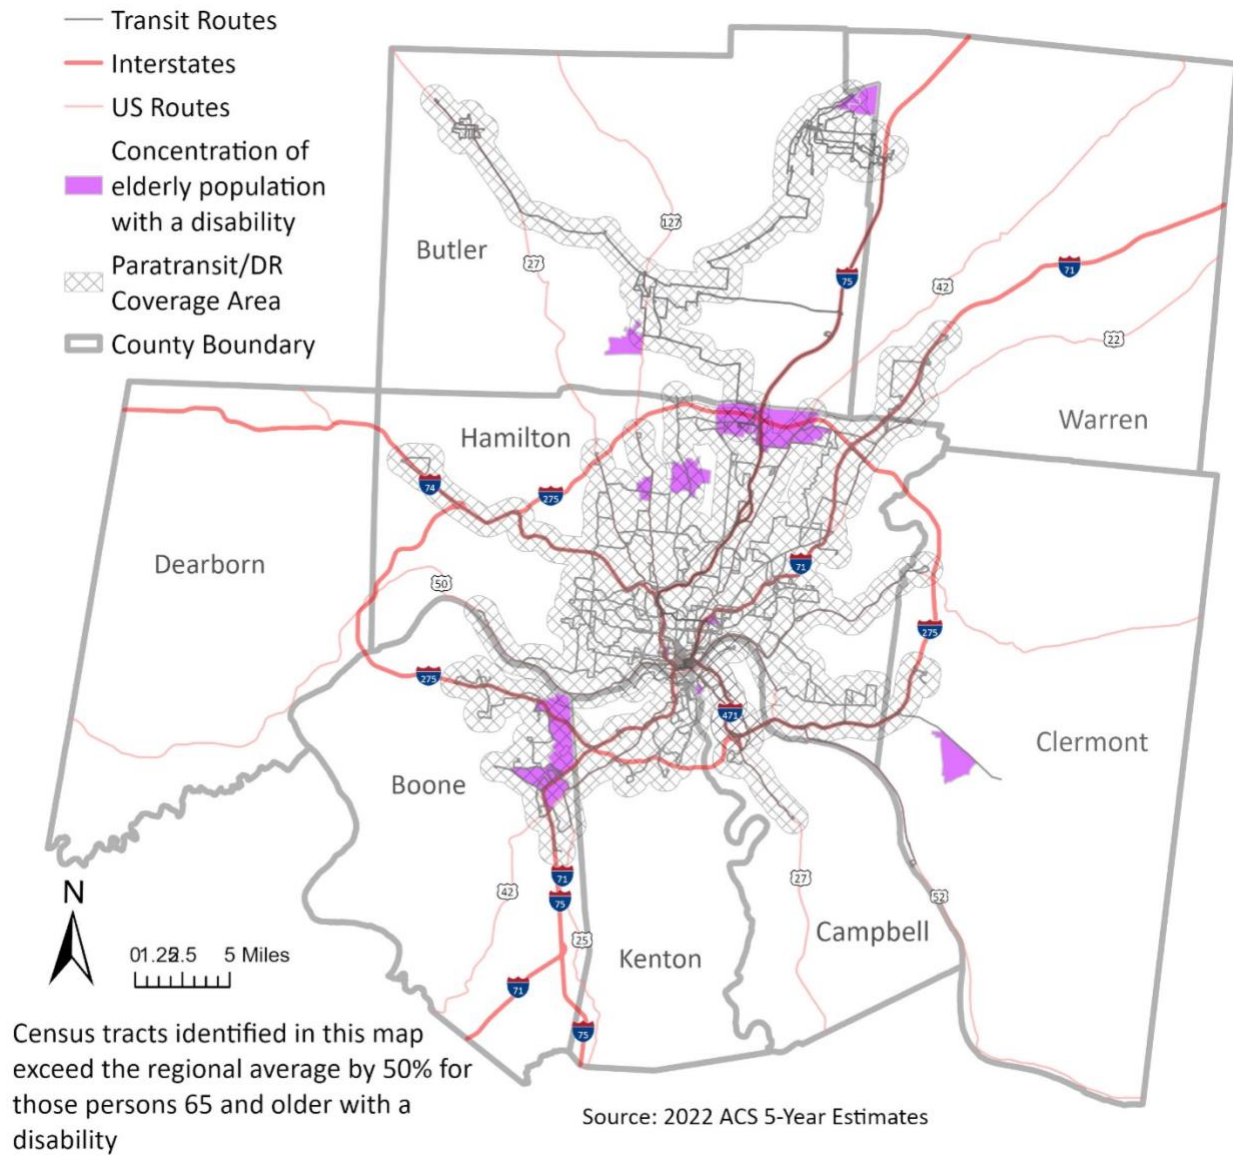 Transit Routes
Interstates
US Routes
Concentration of
elderly population
with a disability
Paratransit/DR
Coverage Area
County Boundary
Butler
127
27
75
71
42
22
Warren
Hamilton
74
275
Dearborn
50
71
275
275
471
Clermont
Boone
71
75
42
25
27
52
Campbell
Kenton
71
75
N
5 Miles
Census tracts identified in this map
exceed the regional average by 50% for
those persons 65 and older with a
disability
Source: 2022 ACS 5-Year Estimates